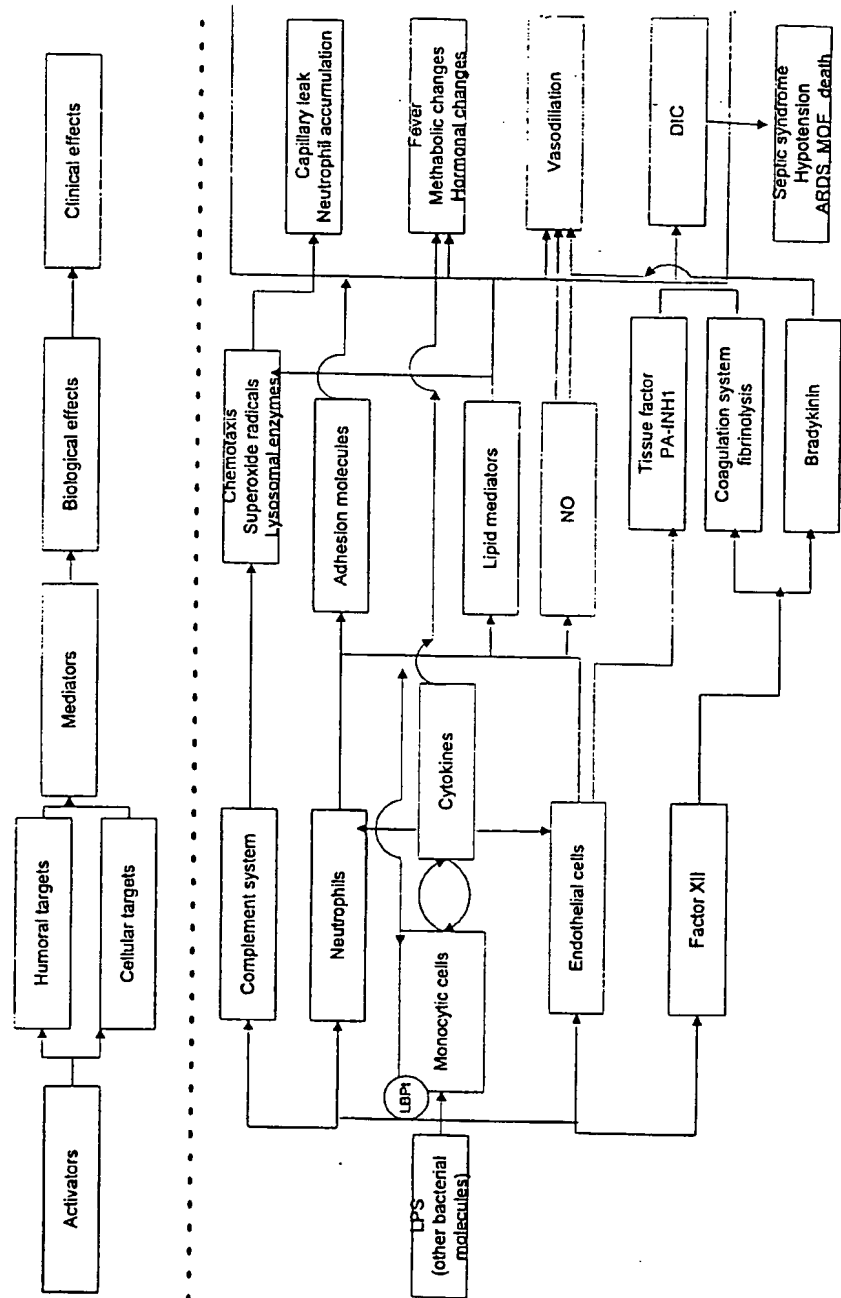 Activators
Humoral targets
Cellular targets
Mediators
Biological effects
Clinical effects
LPS
(other bacterial
molecules)
LBPt
Complement system
Neutrophils
Monocytic cells
Cytokines
Endothelial cells
Factor XII
Chemotaxis
Superoxide radicals
Lysosomal enzymes
Adhesion molecules
Lipid mediators
NO
Tissue factor
PA-INH1
Coagulation system
fibrinolysis
Bradykinin
Capillary leak
Neutrophil accumulation
Fever
Methabolic changes
Hormonal changes
Vasodillation
DIC
Septic syndrome
Hypotension
ARDS, MOF, death